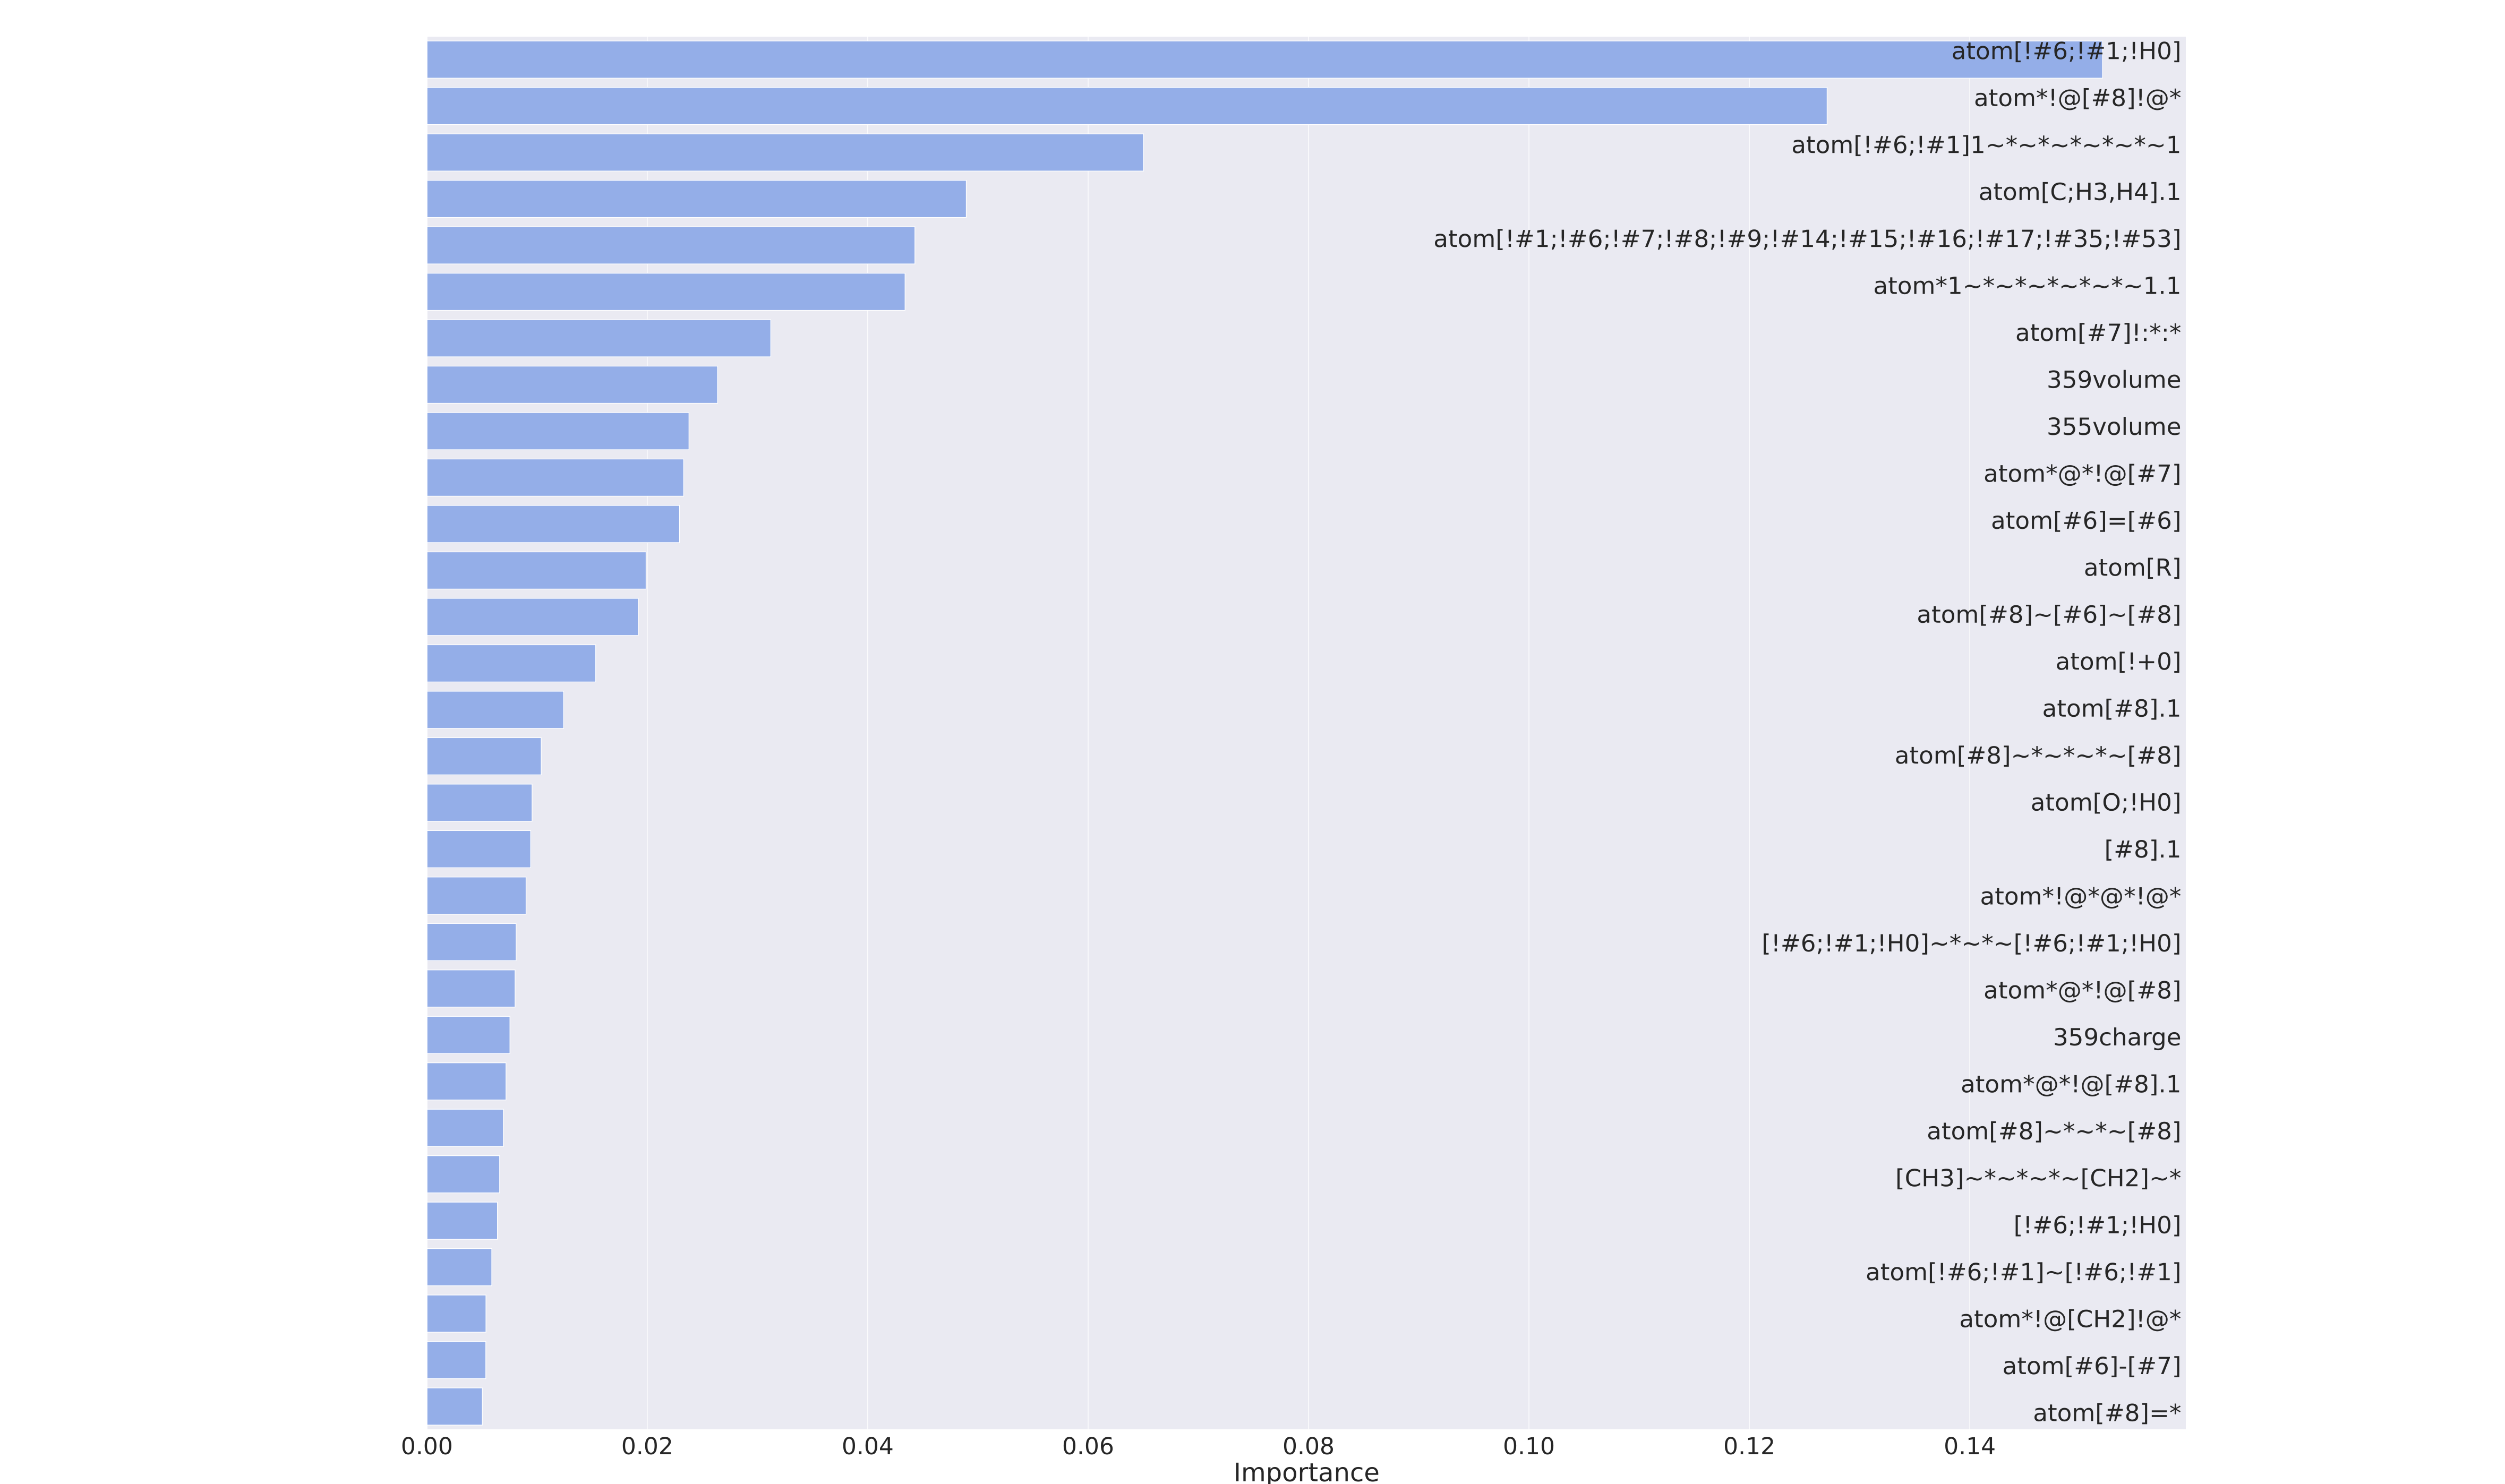 atom[!#6;!#1;!H0]
atom*!@[#8]!@*
atom[!#6;!#1]1~*~*~*~*~*~1
atom[C;H3,H4].1
atom[!#1;!#6;!#7;!#8;!#9;!#14;!#15;!#16;!#17;!#35;!#53]
atom*1~*~*~*~*~*~1.1
atom[#7]!:*:*
359volume
355volume
atom*@*!@[#7]
atom[#6]=[#6]
atom[R]
atom[#8]~[#6]~[#8]
atom[!+0]
atom[#8].1
atom[#8]~*~*~*~[#8]
atom[O;!H0]
[#8].1
atom*!@*@*!@*
[!#6;!#1;!H0]~*~*~[!#6;!#1;!H0]
atom*@*!@[#8]
359charge
atom*@*!@[#8].1
atom[#8]~*~*~[#8]
[CH3]~*~*~*~[CH2]~*
[!#6;!#1;!H0]
atom[!#6;!#1]~[!#6;!#1]
atom*!@[CH2]!@*
atom[#6]-[#7]
atom[#8]=*
0.00 0.02 0.04 0.06 0.08 0.10 0.12 0.14
Importance